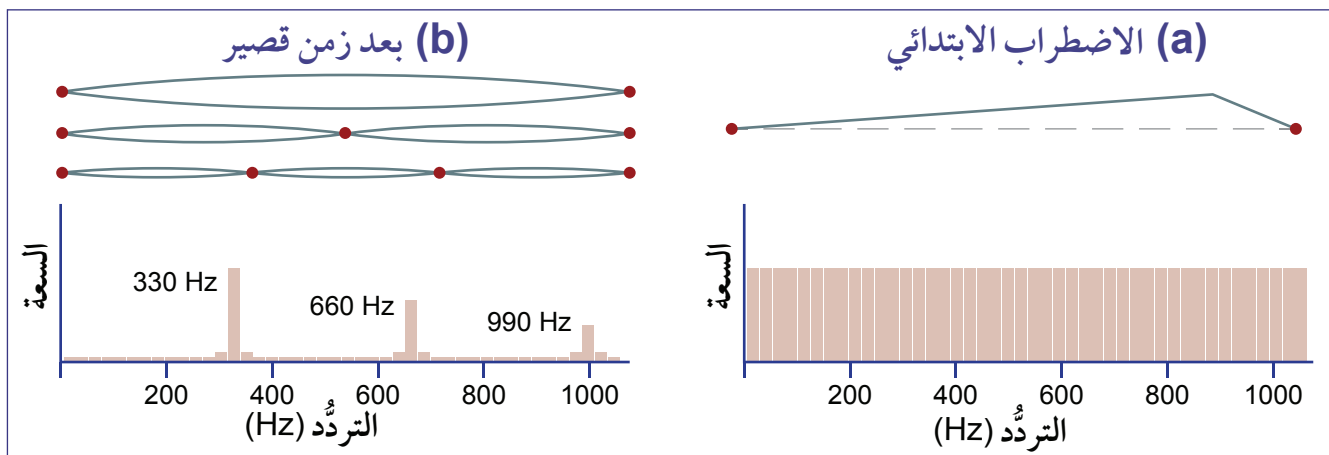 (a) الاضطراب الابتدائي
السعة
200 400 600 800 1000
التردُّد (Hz)
(b) بعد زمن قصير
السعة
330 Hz
660 Hz
990 Hz
200 400 600 800 1000
التردُّد (Hz)